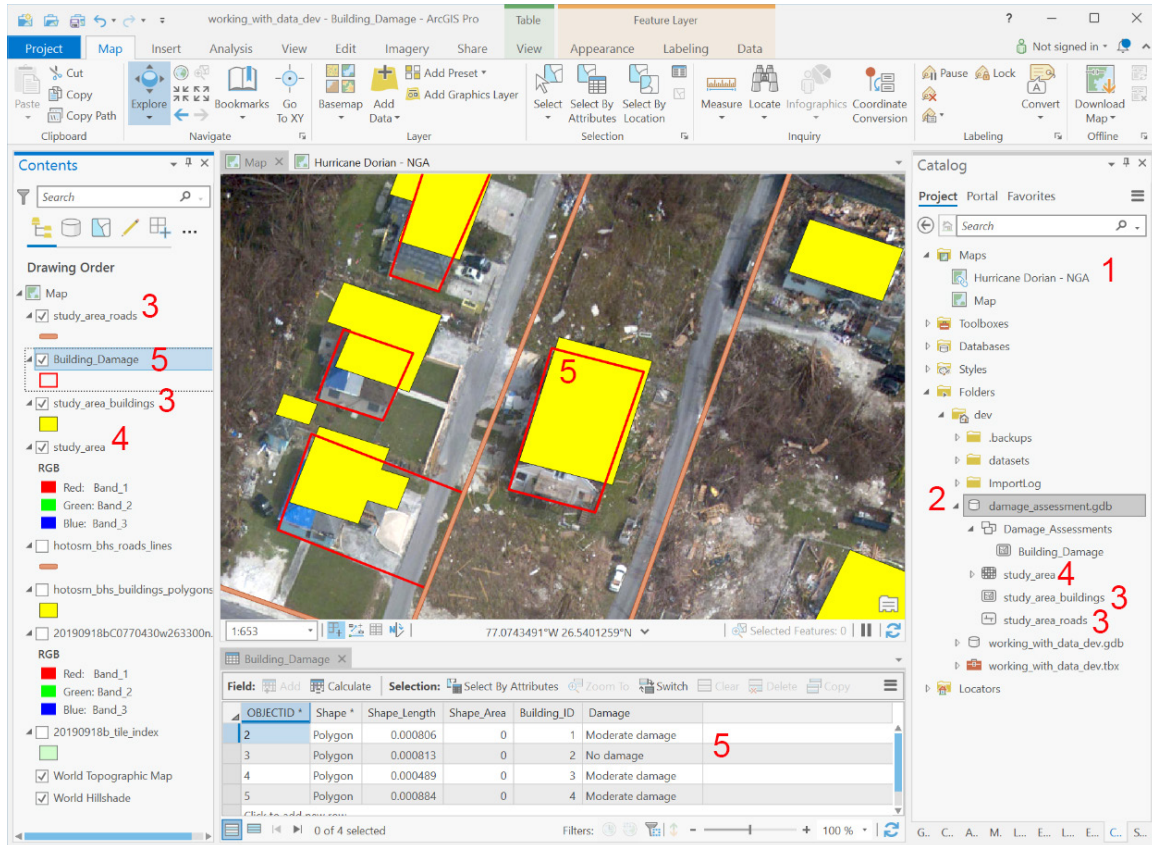 working_with_data_dev - Building_Damage - ArcGIS Pro
Table
Feature Layer
?
Project
Map
Insert
Analysis
View
Edit
Imagery
Share
View
Appearance
Labeling
Data
Not signed in
Paste
Cut
Copy
Copy Path
Clipboard
Explore
Bookmarks
Go To XY
Navigate
Basemap
Add Data
Add Preset
Add Graphics Layer
Layer
Select
Select By Attributes
Select By Location
Selection
Measure
Locate
Infographics
Coordinate Conversion
Inquiry
Pause
Lock
Convert
Labeling
Download Map
Offline
Contents
Search
Drawing Order
Map
study_area_roads 3
Building_Damage 5
study_area_buildings 3
study_area 4
RGB
Red: Band_1
Green: Band_2
Blue: Band_3
hotosm_bhs_roads_lines
hotosm_bhs_buildings_polygons
20190918bC0770430w263300n.
RGB
Red: Band_1
Green: Band_2
Blue: Band_3
20190918b_tile_index
World Topographic Map
World Hillshade
Map
Hurricane Dorian - NGA
5
1:653
77.0743491°W 26.5401259°N
Selected Features: 0
Building_Damage
Field: Add Calculate Selection: Select By Attributes Zoom To Switch Clear Delete Copy
OBJECTID * Shape * Shape_Length Shape_Area Building_ID Damage
2 Polygon 0.000806 0 1 Moderate damage
3 Polygon 0.000813 0 2 No damage
4 Polygon 0.000489 0 3 Moderate damage
5 Polygon 0.000884 0 4 Moderate damage
5
Click to add new row.
0 of 4 selected
Filters:
- + 100 %
Catalog
Project Portal Favorites
Search
Maps
Hurricane Dorian - NGA 1
Map
Toolboxes
Databases
Styles
Folders
dev
.backups
datasets
ImportLog
2 damage_assessment.gdb
Damage_Assessments
Building_Damage
study_area 4
study_area_buildings 3
study_area_roads 3
working_with_data_dev.gdb
working_with_data_dev.tbx
Locators
G.. C.. A.. M. L... E... L... E... C... S...